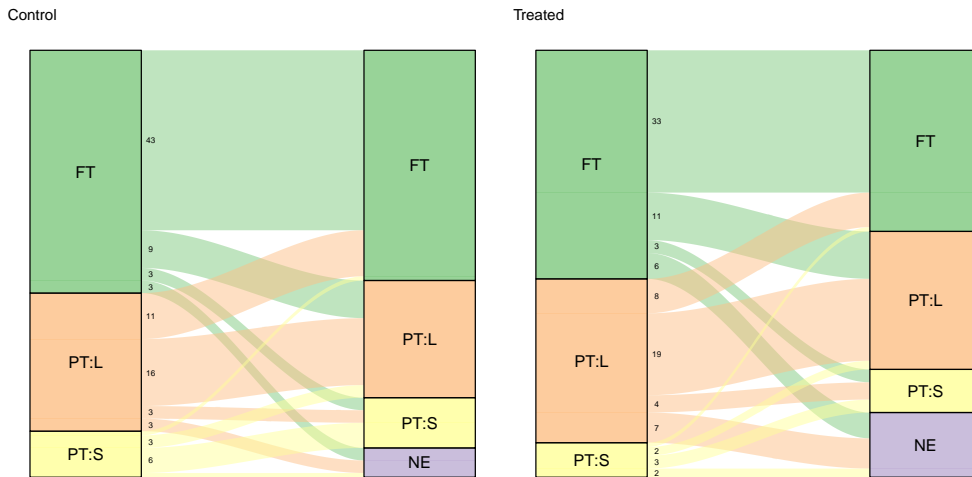 Control
Treated
FT
PT:L
PT:S
43
9
3
3
11
16
3
3
3
6
FT
PT:L
PT:S
NE
FT
PT:L
PT:S
33
11
3
6
8
19
4
7
2
3
2
FT
PT:L
PT:S
NE